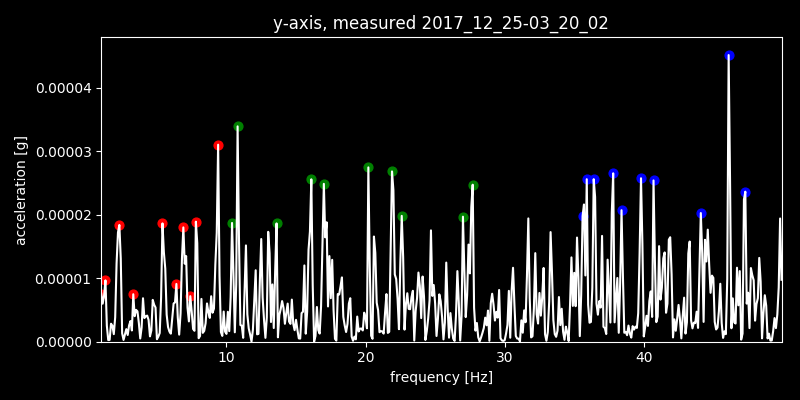 y-axis, measured 2017_12_25-03_20_02
0.00004
0.00003
0.00002
0.00001
0.00000
acceleration [g]
10 20 30 40
frequency [Hz]